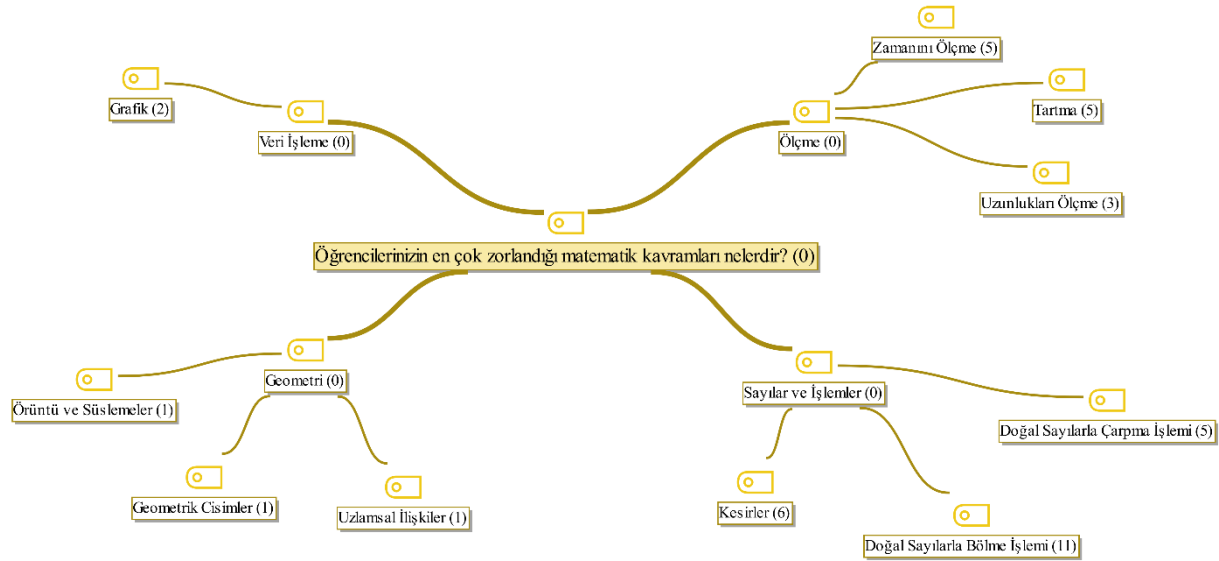 Zamanını Ölçme (5)
Grafik (2)
Tartma (5)
Veri İşleme (0)
Ölçme (0)
Uzunlukları Ölçme (3)
Öğrencilerinizin en çok zorlandığı matematik kavramları nelerdir? (0)
Geometri (0)
Sayılar ve İşlemler (0)
Örüntü ve Süslemeler (1)
Doğal Sayılarla Çarpma İşlemi (5)
Geometrik Cisimler (1)
Uzlamsal İlişkiler (1)
Kesirler (6)
Doğal Sayılarla Bölme İşlemi (11)